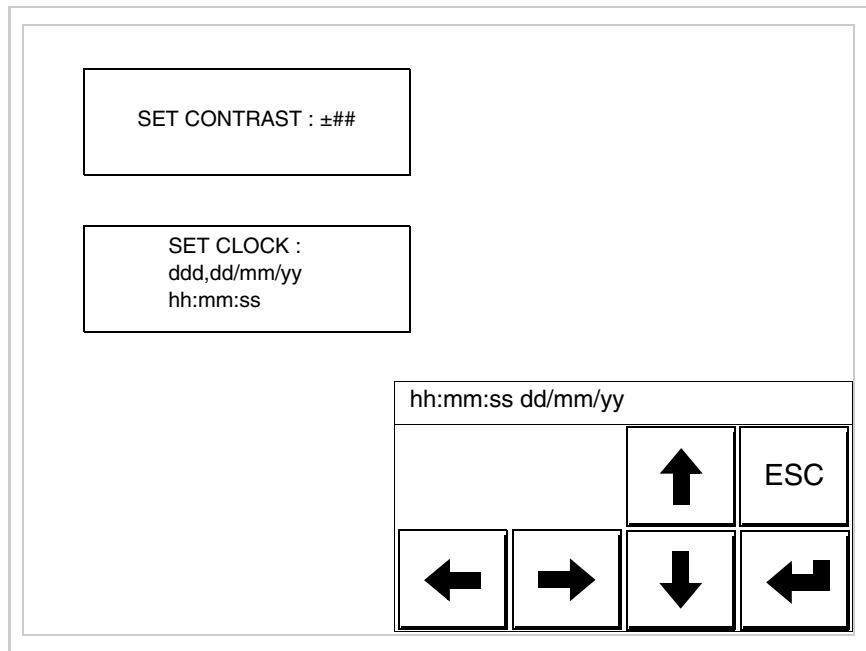 SET CONTRAST : ±##
SET CLOCK :
ddd,dd/mm/yy
hh:mm:ss
hh:mm:ss dd/mm/yy
ESC